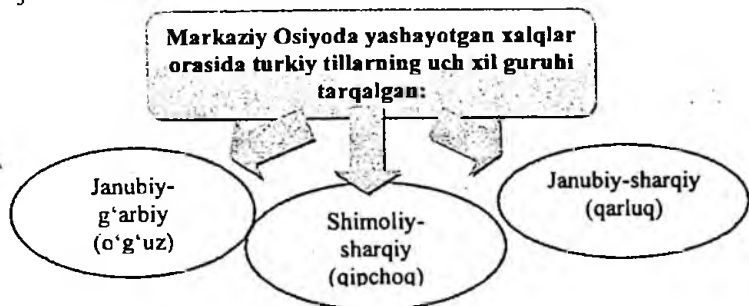 Markaziy Osiyoda yashayotgan xalqlar
orasida turkiy tillarning uch xil guruhi
tarqalgan:
Janubiy-
g‘arbiy
(o‘g‘uz)
Shimoliy-
sharqiy
(qipchoq)
Janubiy-sharqiy
(qarluq)